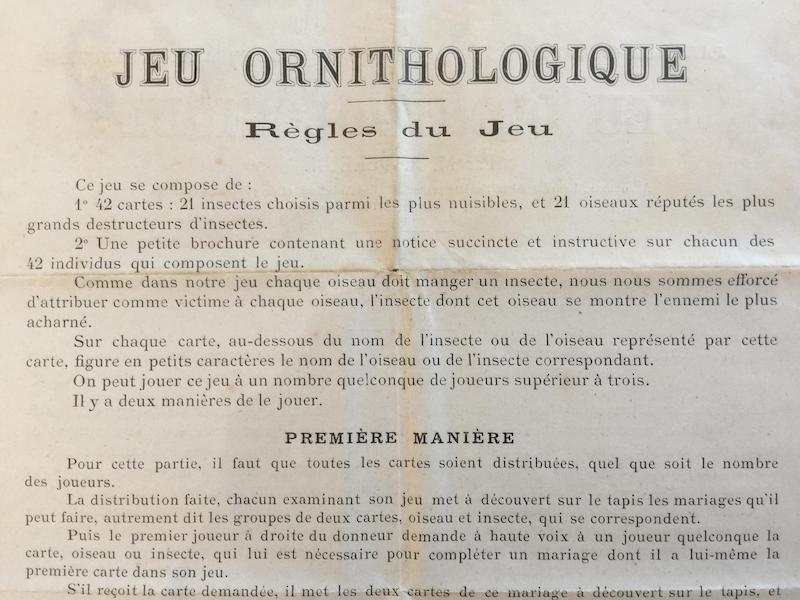 JEU ORNITHOLOGIQUE
Règles du Jeu
Ce jeu se compose de :
1º 42 cartes : 21 insectes choisis parmi les plus nuisibles, et 21 oiseaux réputés les plus
grands destructeurs d'insectes.
2º Une petite brochure contenant une notice succincte et instructive sur chacun des
42 individus qui composent le jeu.
Comme dans notre jeu chaque oiseau doit manger un insecte, nous nous sommes efforcé
d'attribuer comme victime à chaque oiseau, l'insecte dont cet oiseau se montre l'ennemi le plus
acharné.
Sur chaque carte, au-dessous du nom de l'insecte ou de l'oiseau représenté par cette
carte, figure en petits caractères le nom de l'oiseau ou de l'insecte correspondant.
On peut jouer ce jeu à un nombre quelconque de joueurs supérieur à trois.
Il y a deux manières de le jouer.
PREMIÈRE MANIÈRE
Pour cette partie, il faut que toutes les cartes soient distribuées, quel que soit le nombre
des joueurs.
La distribution faite, chacun examinant son jeu met à découvert sur le tapis les mariages qu'il
peut faire, autrement dit les groupes de deux cartes, oiseau et insecte, qui se correspondent.
Puis le premier joueur à droite du donneur demande à haute voix à un joueur quelconque la
carte, oiseau ou insecte, qui lui est nécessaire pour compléter un mariage dont il a lui-même la
première carte dans son jeu.
S'il reçoit la carte demandée, il met les deux cartes de ce mariage à découvert sur le tapis, et